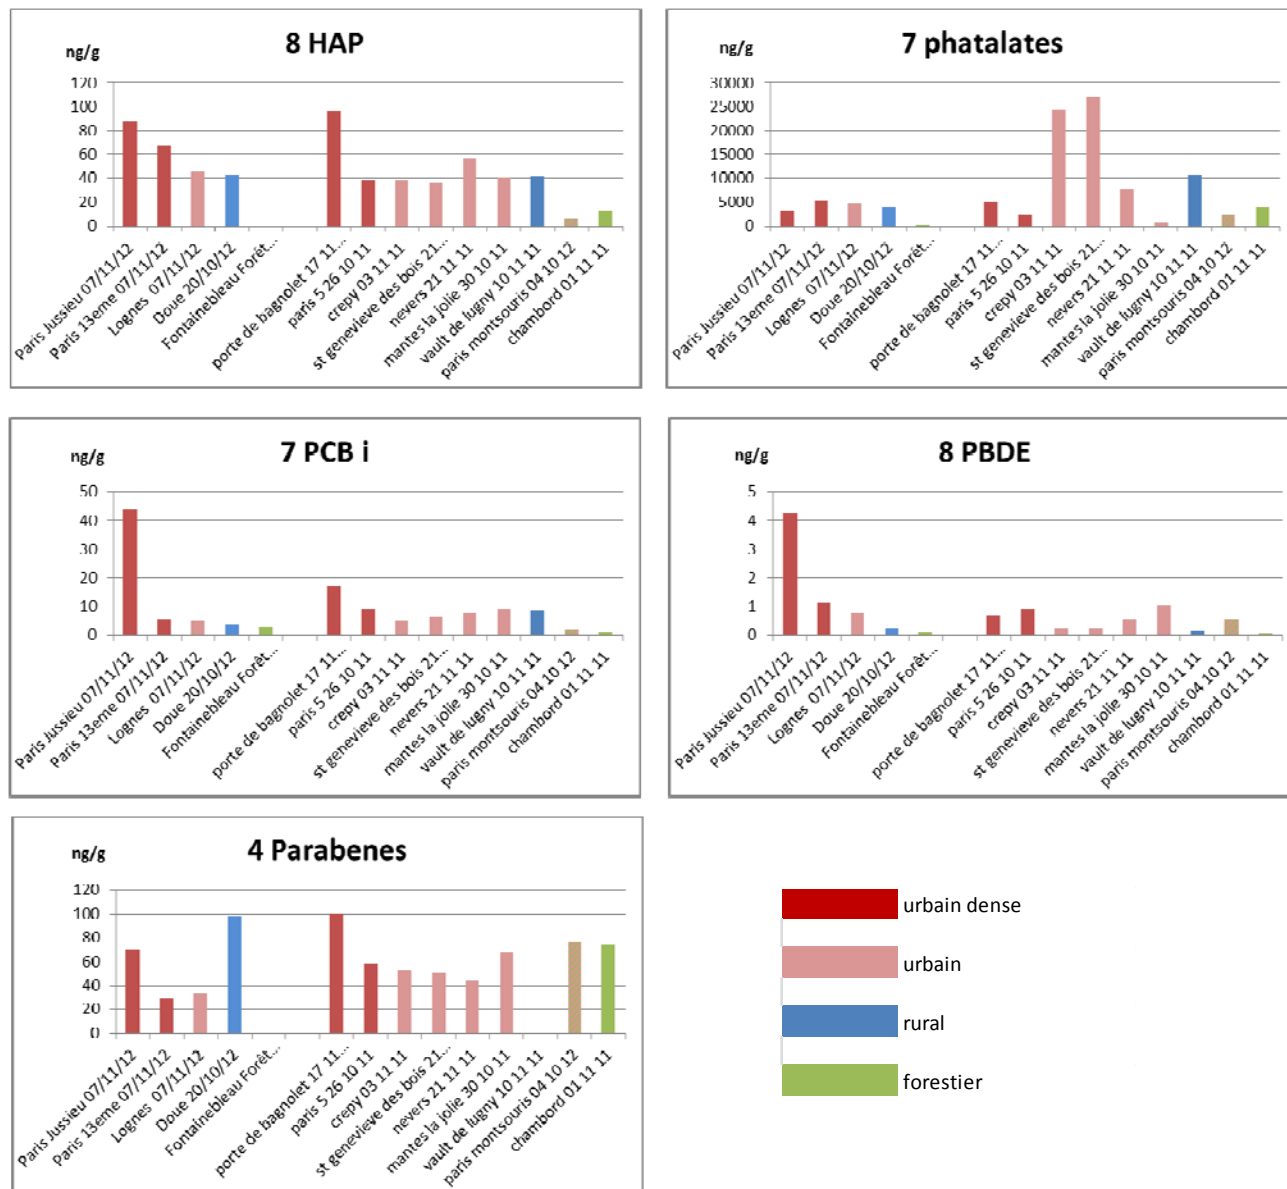 8 HAP
ng/g
120
100
80
60
40
20
0
Paris Jussieu 07/11/12
Paris 13eme 07/11/12
Lognes 07/11/12
Doue 20/10/12
Fontainebleau Forêt...
porte de bagnolet 17 11...
paris 5 26 10 11
crepy 03 11 11
st genevieve des bois 21...
nevers 21 11 11
mantes la jolie 30 10 11
vault de lugny 10 11 11
paris montsouris 04 10 12
chambord 01 11 11
7 phatalates
ng/g
30000
25000
20000
15000
10000
5000
0
Paris Jussieu 07/11/12
Paris 13eme 07/11/12
Lognes 07/11/12
Doue 20/10/12
Fontainebleau Forêt...
porte de bagnolet 17 11...
paris 5 26 10 11
crepy 03 11 11
st genevieve des bois 21...
nevers 21 11 11
mantes la jolie 30 10 11
vault de lugny 10 11 11
paris montsouris 04 10 12
chambord 01 11 11
7 PCB i
ng/g
50
40
30
20
10
0
Paris Jussieu 07/11/12
Paris 13eme 07/11/12
Lognes 07/11/12
Doue 20/10/12
Fontainebleau Forêt...
porte de bagnolet 17 11...
paris 5 26 10 11
crepy 03 11 11
st genevieve des bois 21...
nevers 21 11 11
mantes la jolie 30 10 11
vault de lugny 10 11 11
paris montsouris 04 10 12
chambord 01 11 11
8 PBDE
ng/g
5
4
3
2
1
0
Paris Jussieu 07/11/12
Paris 13eme 07/11/12
Lognes 07/11/12
Doue 20/10/12
Fontainebleau Forêt...
porte de bagnolet 17 11...
paris 5 26 10 11
crepy 03 11 11
st genevieve des bois 21...
nevers 21 11 11
mantes la jolie 30 10 11
vault de lugny 10 11 11
paris montsouris 04 10 12
chambord 01 11 11
4 Parabenes
ng/g
120
100
80
60
40
20
0
Paris Jussieu 07/11/12
Paris 13eme 07/11/12
Lognes 07/11/12
Doue 20/10/12
Fontainebleau Forêt...
porte de bagnolet 17 11...
paris 5 26 10 11
crepy 03 11 11
st genevieve des bois 21...
nevers 21 11 11
mantes la jolie 30 10 11
vault de lugny 10 11 11
paris montsouris 04 10 12
chambord 01 11 11
urbain dense
urbain
rural
forestier